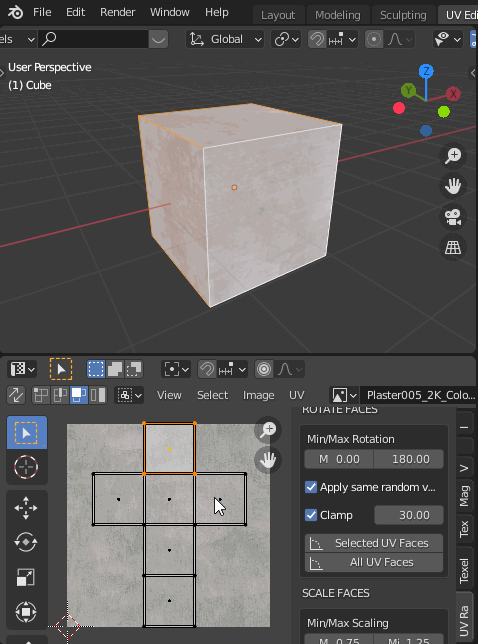 File Edit Render Window Help Layout Modeling Sculpting UV Edi
els Global
User Perspective
(1) Cube
Z
Y X
View Select Image UV Plaster005_2K_Colo...
ROTATE FACES
Min/Max Rotation
M 0.00 180.00
Apply same random v...
Clamp 30.00
Selected UV Faces
All UV Faces
SCALE FACES
Min/Max Scaling
M 0.75 Mi 1.25
I
V
Mag
Tex
Texel
UV Ra